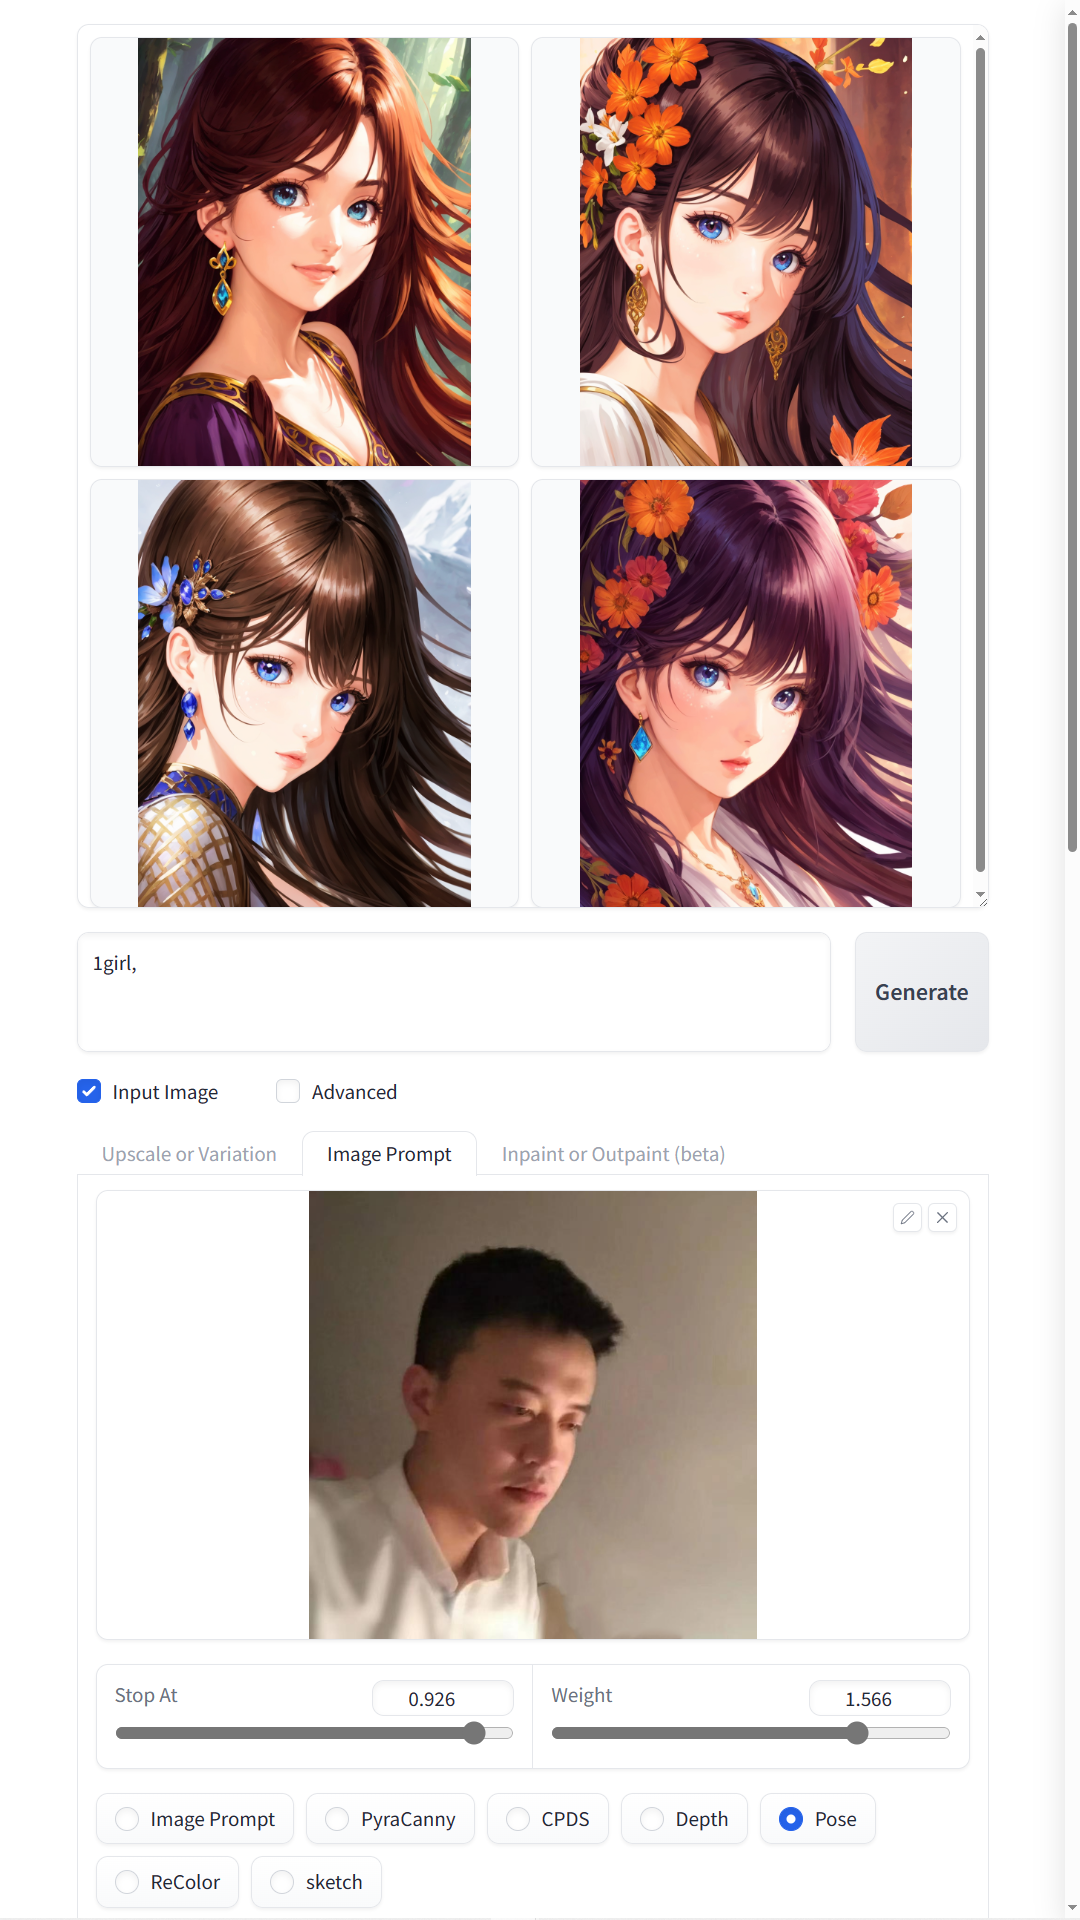 1girl,
Generate
Input Image
Advanced
Upscale or Variation
Image Prompt
Inpaint or Outpaint (beta)
Stop At
0.926
Weight
1.566
Image Prompt
PyraCanny
CPDS
Depth
Pose
ReColor
sketch